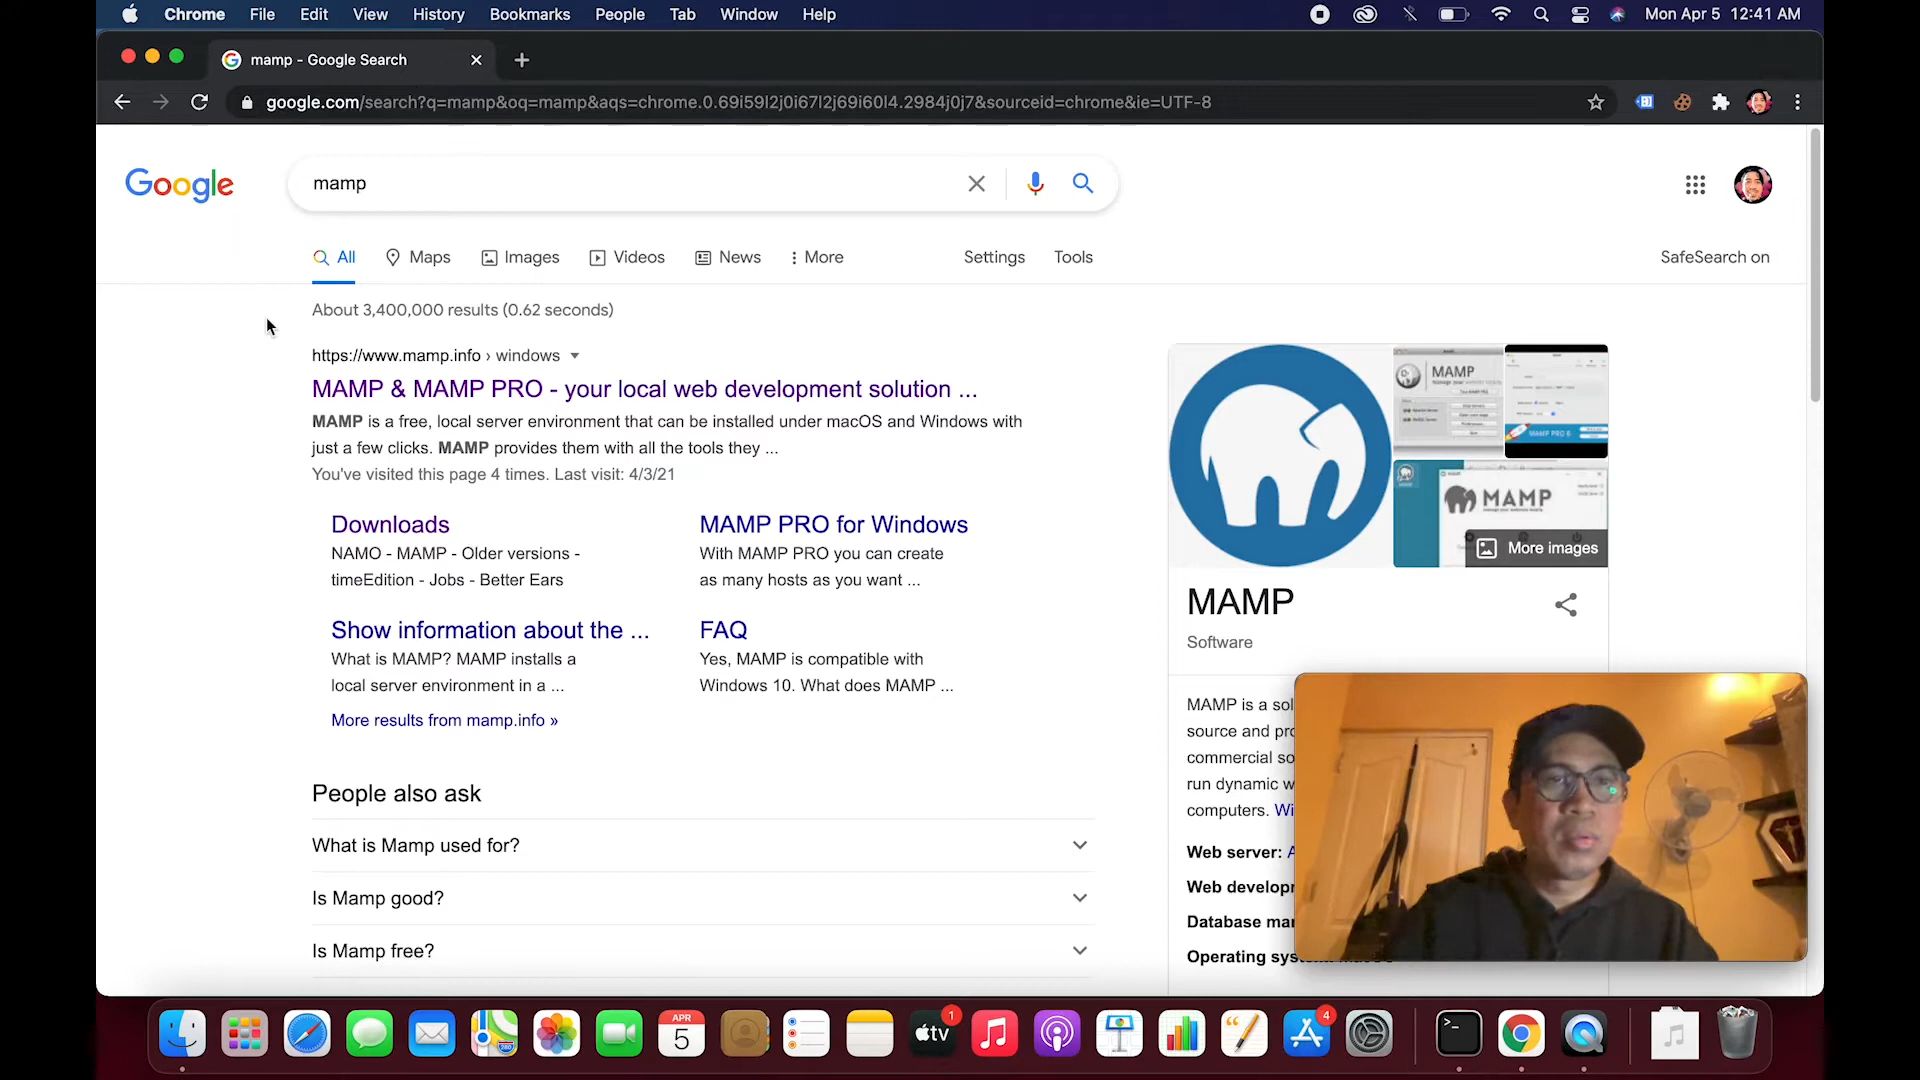 Chrome File Edit View History Bookmarks People Tab Window Help Mon Apr 5 12:41 AM
mamp - Google Search
google.com/search?q=mamp&oq=mamp&aqs=chrome.0.69i59l2j0i67l2j69i60l4.2984j0j7&sourceid=chrome&ie=UTF-8
Google
mamp
All Maps Images Videos News More Settings Tools SafeSearch on
About 3,400,000 results (0.62 seconds)
https://www.mamp.info › windows
MAMP & MAMP PRO - your local web development solution ...
MAMP is a free, local server environment that can be installed under macOS and Windows with
just a few clicks. MAMP provides them with all the tools they ...
You've visited this page 4 times. Last visit: 4/3/21
Downloads
NAMO - MAMP - Older versions -
timeEdition - Jobs - Better Ears
MAMP PRO for Windows
With MAMP PRO you can create
as many hosts as you want ...
Show information about the ...
What is MAMP? MAMP installs a
local server environment in a ...
FAQ
Yes, MAMP is compatible with
Windows 10. What does MAMP ...
More results from mamp.info »
People also ask
What is Mamp used for?
Is Mamp good?
Is Mamp free?
MAMP
MAMP PRO 6
MAMP
More images
MAMP
Software
MAMP is a
source and
commercial
run dynamic
computers.
Web server:
Web
Database
Operating
APR
5
tv
1
4